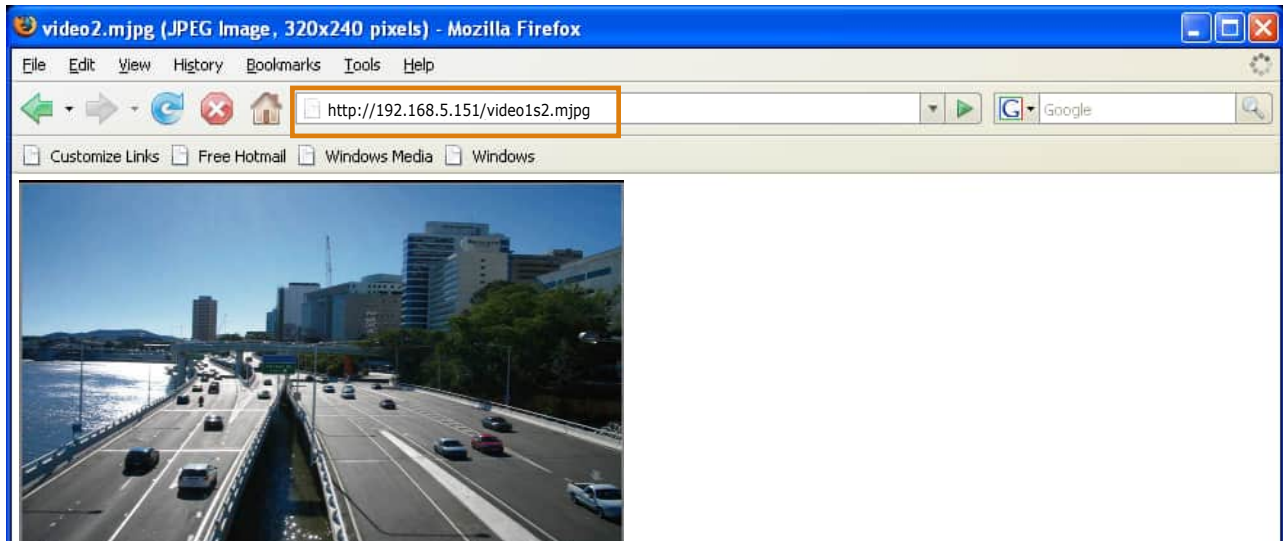 video2.mjpg (JPEG Image, 320x240 pixels) - Mozilla Firefox
File Edit View History Bookmarks Tools Help
http://192.168.5.151/video1s2.mjpg G Google
Customize Links Free Hotmail Windows Media Windows